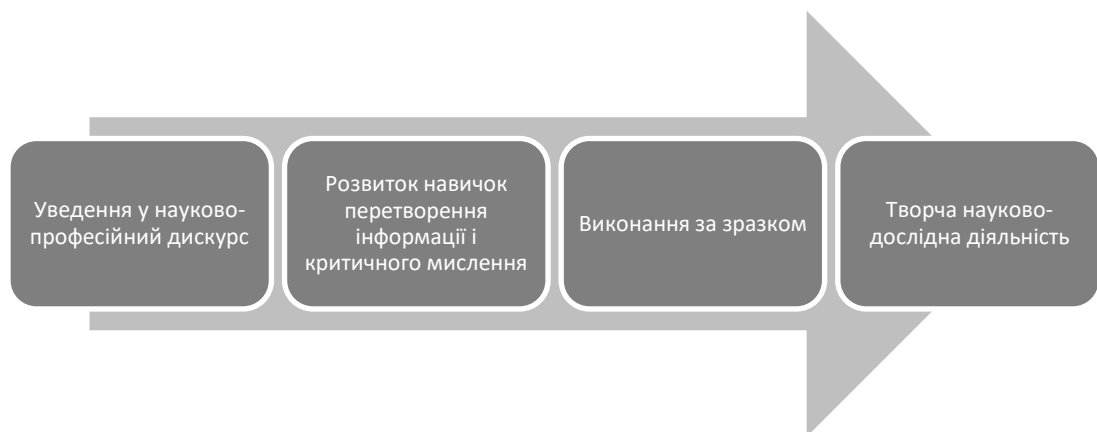 Уведення у науково-
професійний дискурс
Розвиток навичок
перетворення
інформації і
критичного мислення
Виконання за зразком
Творча науково-
дослідна діяльність